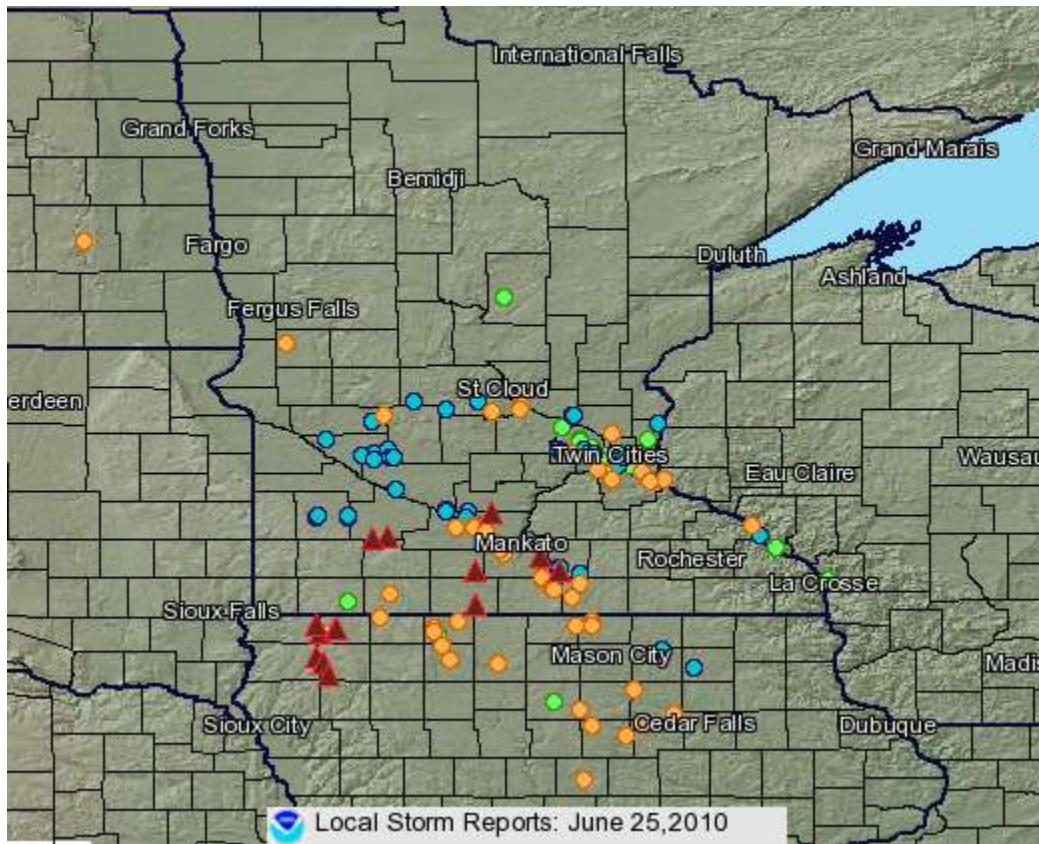 International Falls
Grand Forks
Grand Marais
Bemidji
Fargo
Duluth
Ashland
Fergus Falls
St Cloud
erdeen
Twin Cities
Eau Claire
Wausau
Mankato
Rochester
La Crosse
Sioux Falls
Mason City
Madis
Sioux City
Cedar Falls
Dubuque
Local Storm Reports: June 25,2010